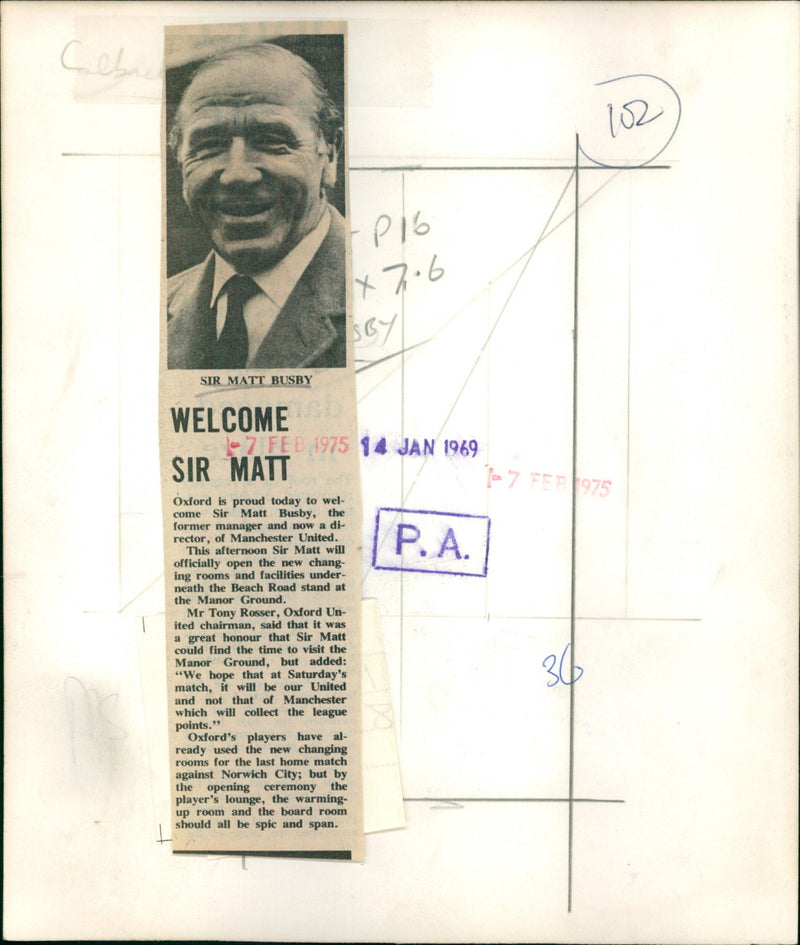 102
P16
x 7.6
SBY
SIR MATT BUSBY
WELCOME
SIR MATT
-7 FEB 1975
14 JAN 1969
-7 FEB 1975
P.A.
Oxford is proud today to wel-
come Sir Matt Busby, the
former manager and now a di-
rector, of Manchester United.
This afternoon Sir Matt will
officially open the new chang-
ing rooms and facilities under-
neath the Beach Road stand at
the Manor Ground.
Mr Tony Rosser, Oxford Un-
ited chairman, said that it was
a great honour that Sir Matt
could find the time to visit the
Manor Ground, but added:
“We hope that at Saturday’s
match, it will be our United
and not that of Manchester
which will collect the league
points.”
Oxford’s players have al-
ready used the new changing
rooms for the last home match
against Norwich City; but by
the opening ceremony the
player’s lounge, the warming-
up room and the board room
should all be spic and span.
36